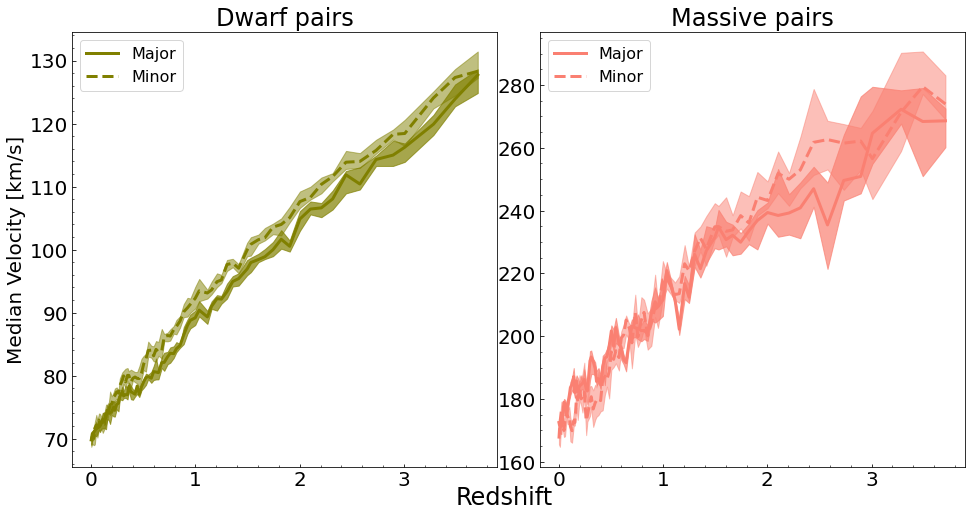 Dwarf pairs
Massive pairs
Major
Minor
Major
Minor
Median Velocity [km/s]
130
120
110
100
90
80
70
280
260
240
220
200
180
160
0 1 2 3
0 1 2 3
Redshift